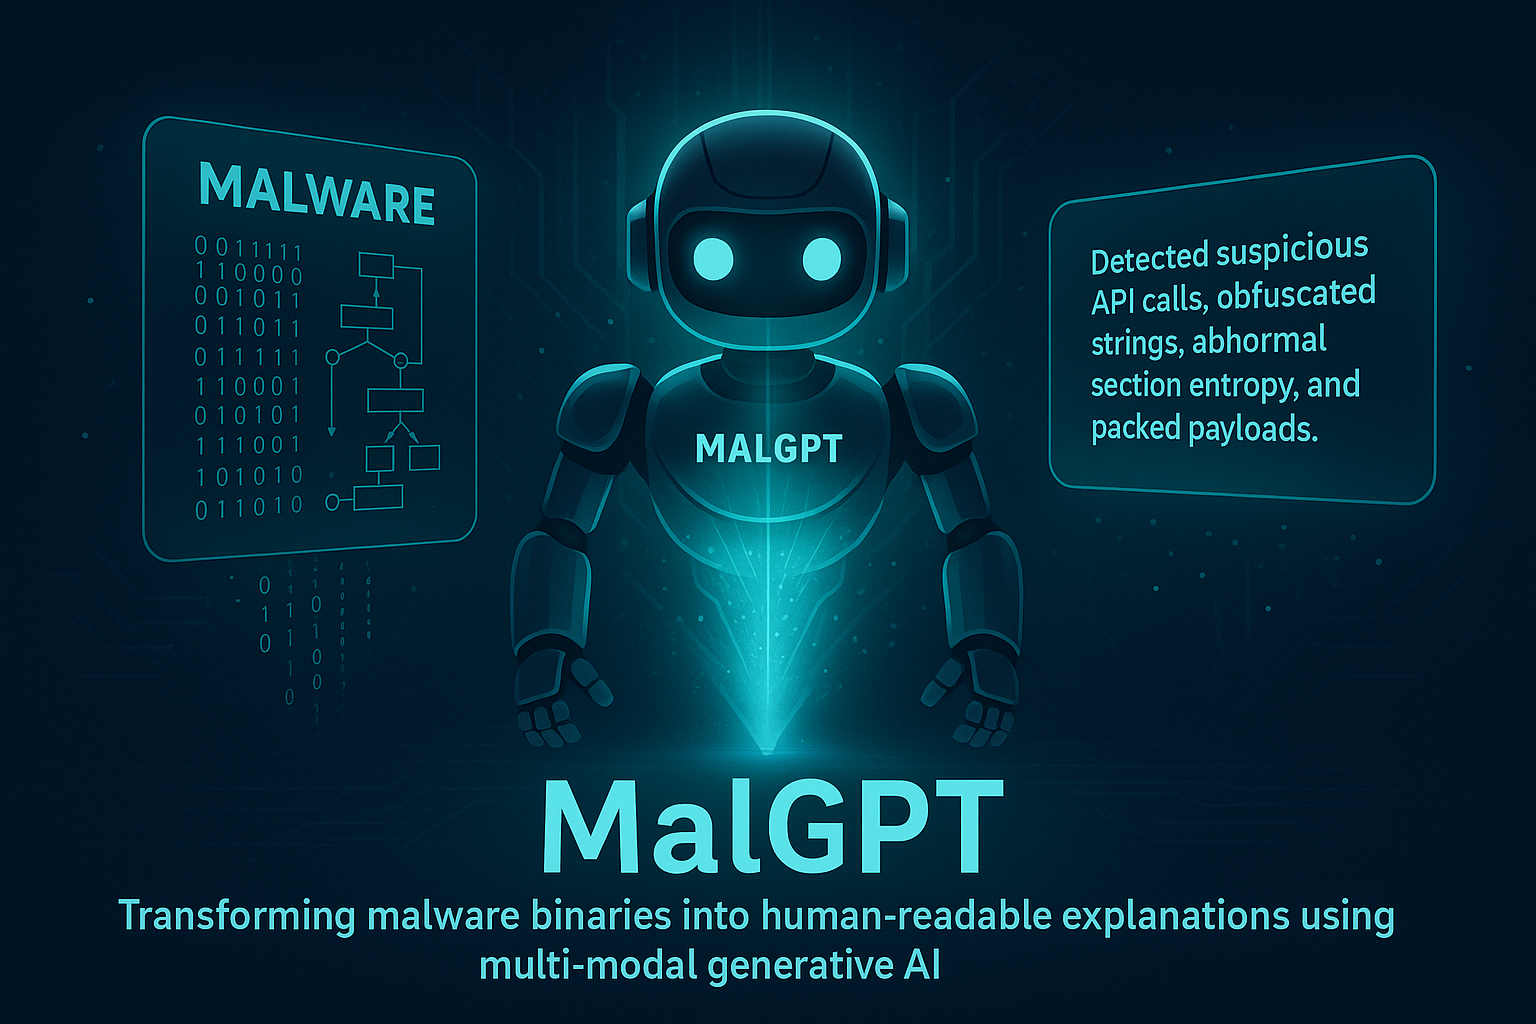 MALWARE
0 0 1 1 1 1 1 1
1 1 0 0 0 0
0 0 1 0 1 1
0 1 1 0 1 1
0 1 1 1 1 1
1 1 0 0 0 1
0 1 0 1 0 1
1 1 1 0 0 1
1 0 1 0 1 0
0 1 1 0 1 0
Detected suspicious
API calls, obfuscated
strings, abhormal
section entropy, and
packed payloads.
MALGPT
MalGPT
Transforming malware binaries into human-readable explanations using
multi-modal generative AI